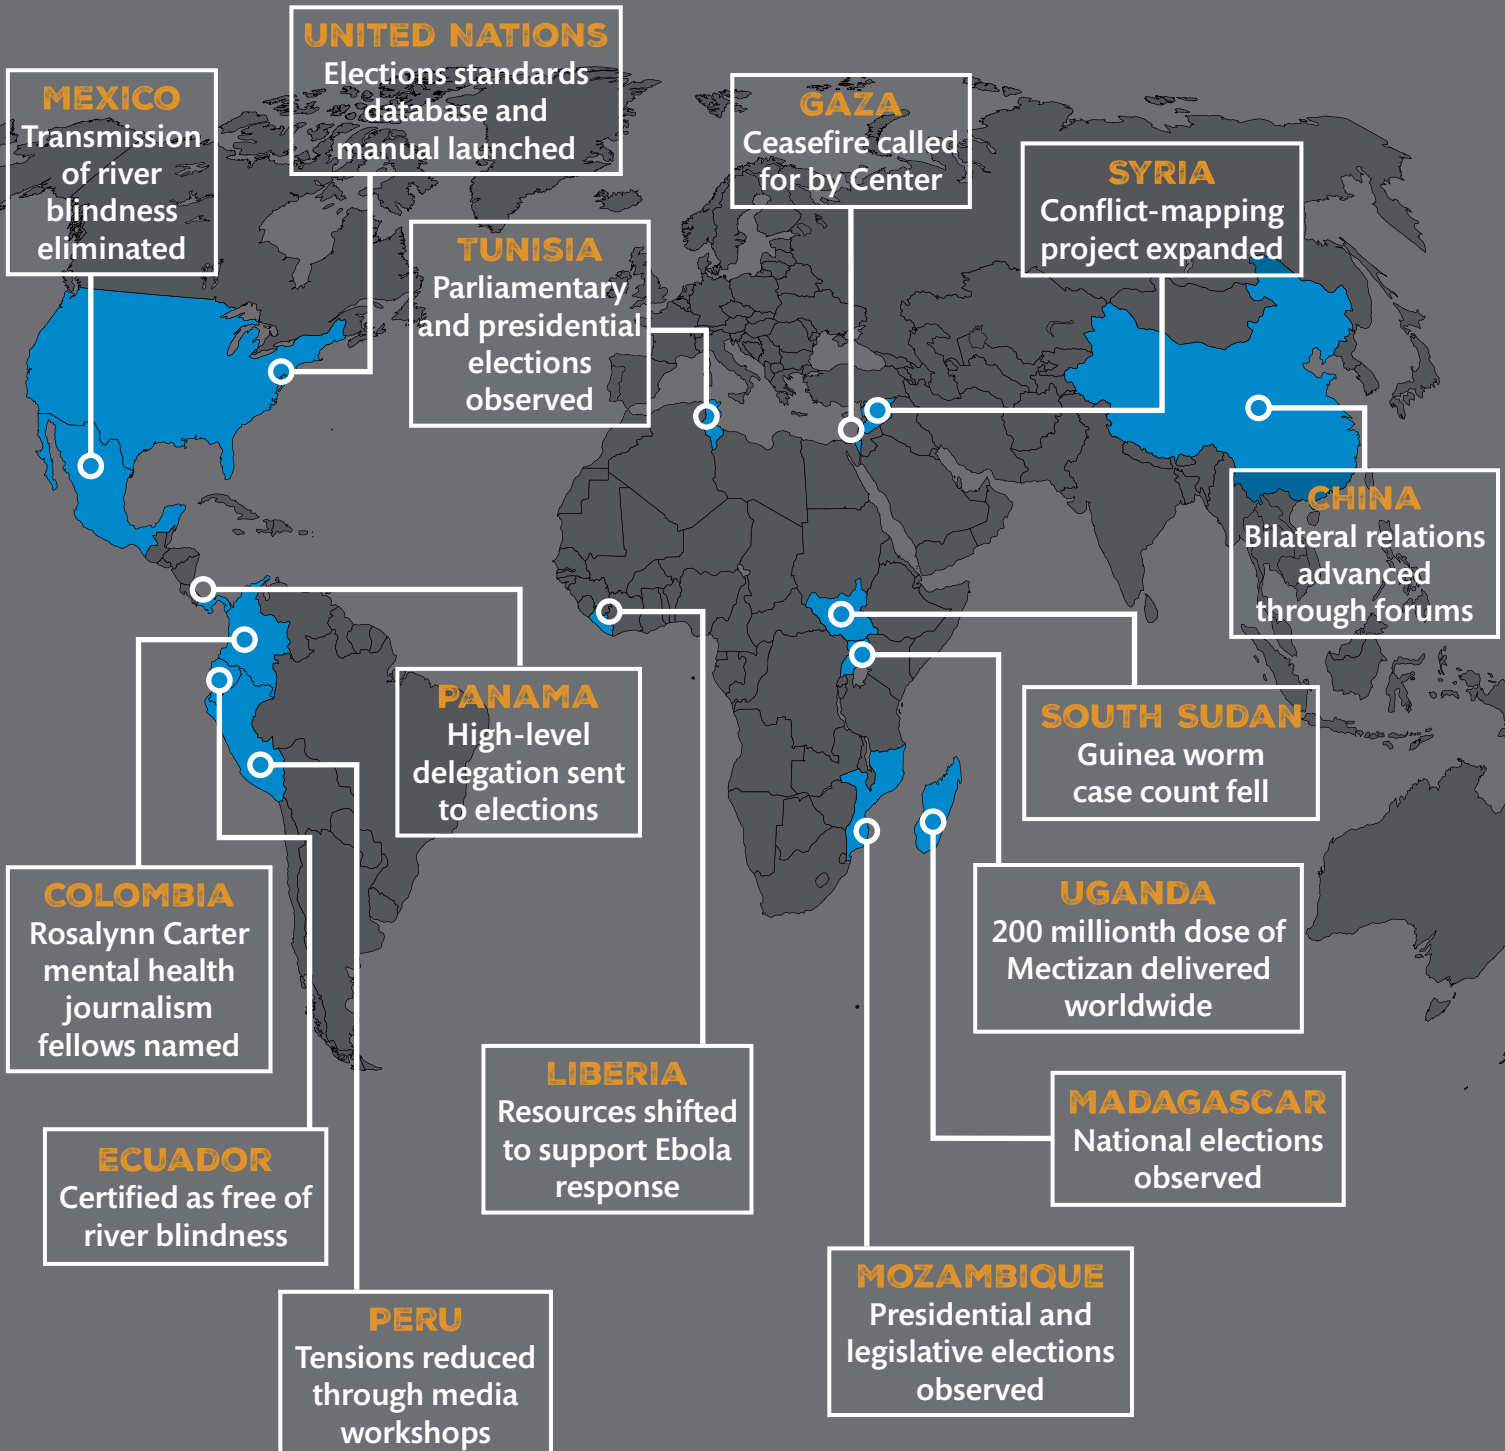 UNITED NATIONS
Elections standards
database and
manual launched
MEXICO
Transmission
of river
blindness
eliminated
GAZA
Ceasefire called
for by Center
SYRIA
Conflict-mapping
project expanded
TUNISIA
Parliamentary
and presidential
elections
observed
CHINA
Bilateral relations
advanced
through forums
PANAMA
High-level
delegation sent
to elections
SOUTH SUDAN
Guinea worm
case count fell
COLOMBIA
Rosalynn Carter
mental health
journalism
fellows named
UGANDA
200 millionth dose of
Mectizan delivered
worldwide
LIBERIA
Resources shifted
to support Ebola
response
MADAGASCAR
National elections
observed
ECUADOR
Certified as free of
river blindness
MOZAMBIQUE
Presidential and
legislative elections
observed
PERU
Tensions reduced
through media
workshops